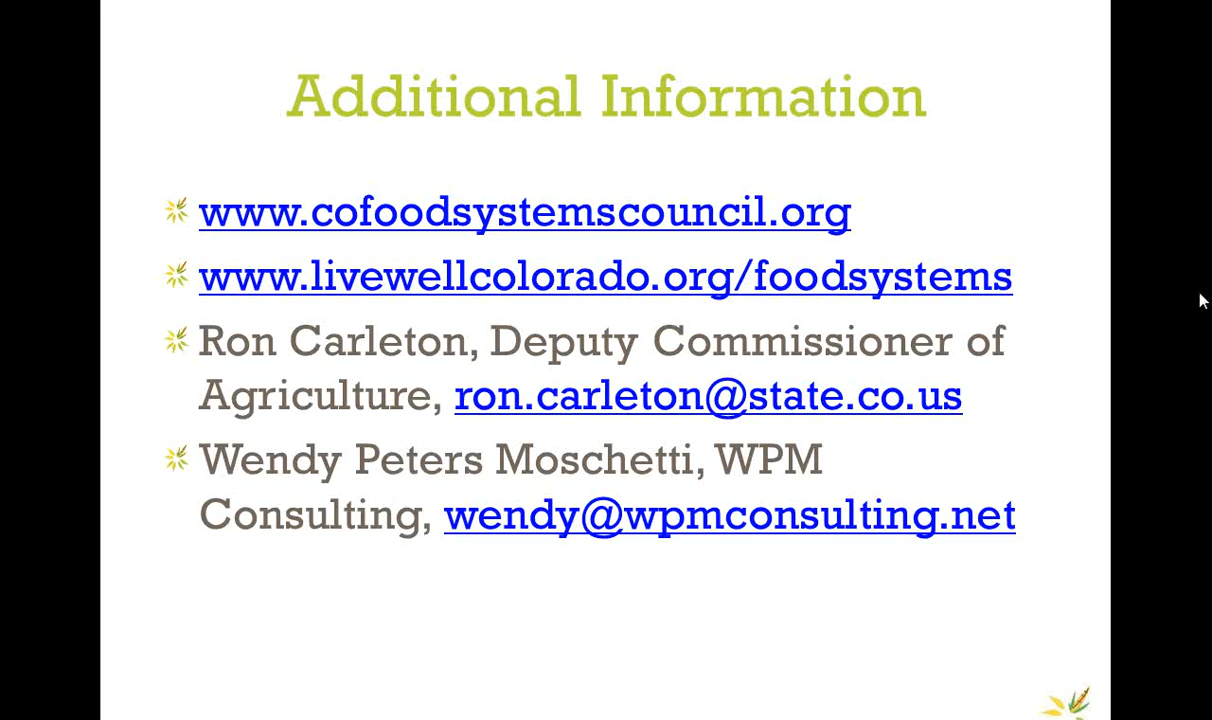 Additional Information
www.cofoodsystemscouncil.org
www.livewellcolorado.org/foodsystems
Ron Carleton, Deputy Commissioner of
Agriculture, ron.carleton@state.co.us
Wendy Peters Moschetti, WPM
Consulting, wendy@wpmconsulting.net